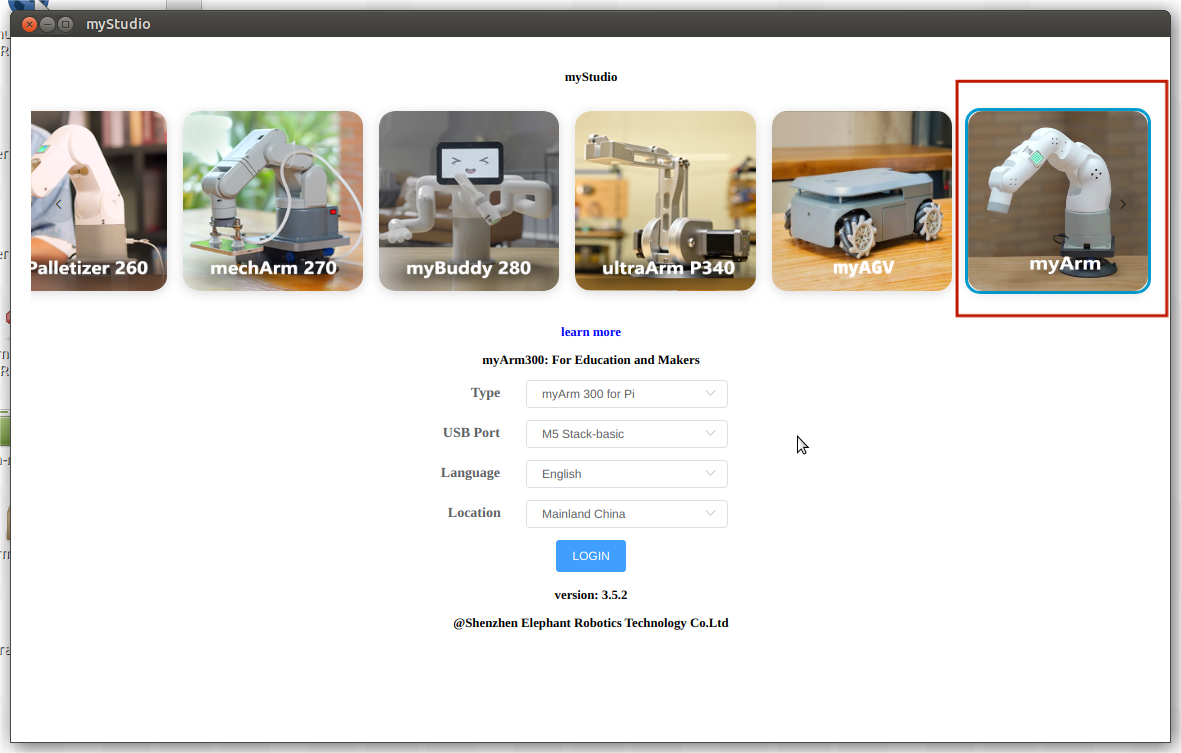 myStudio
myStudio
Palletizer 260
mechArm 270
myBuddy 280
ultraArm P340
myAGV
myArm
learn more
myArm300: For Education and Makers
Type myArm 300 for Pi
USB Port M5 Stack-basic
Language English
Location Mainland China
LOGIN
version: 3.5.2
@Shenzhen Elephant Robotics Technology Co.Ltd